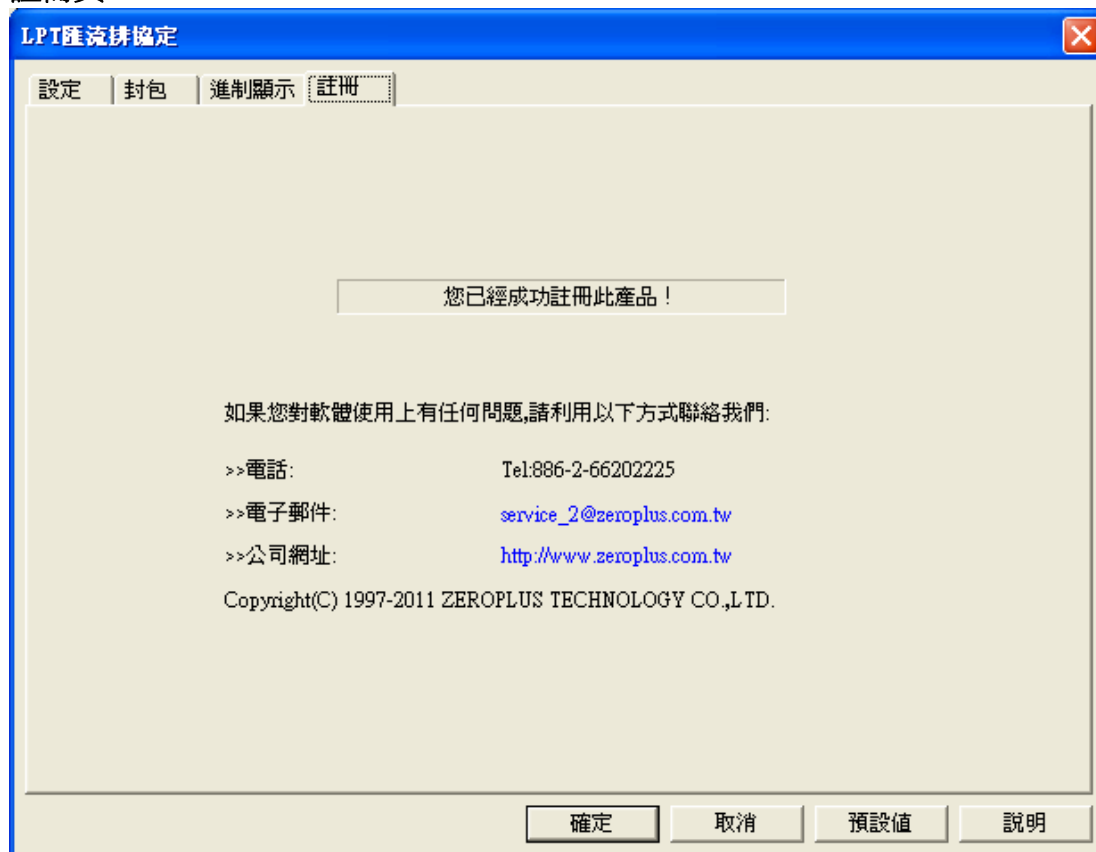 LPT匯流排協定
設定 封包 進制顯示 註冊
您已經成功註冊此產品！
如果您對軟體使用上有任何問題,請利用以下方式聯絡我們:
>>電話: Tel:886-2-66202225
>>電子郵件: service_2@zeroplus.com.tw
>>公司網址: http://www.zeroplus.com.tw
Copyright(C) 1997-2011 ZEROPLUS TECHNOLOGY CO.,LTD.
確定 取消 預設值 說明